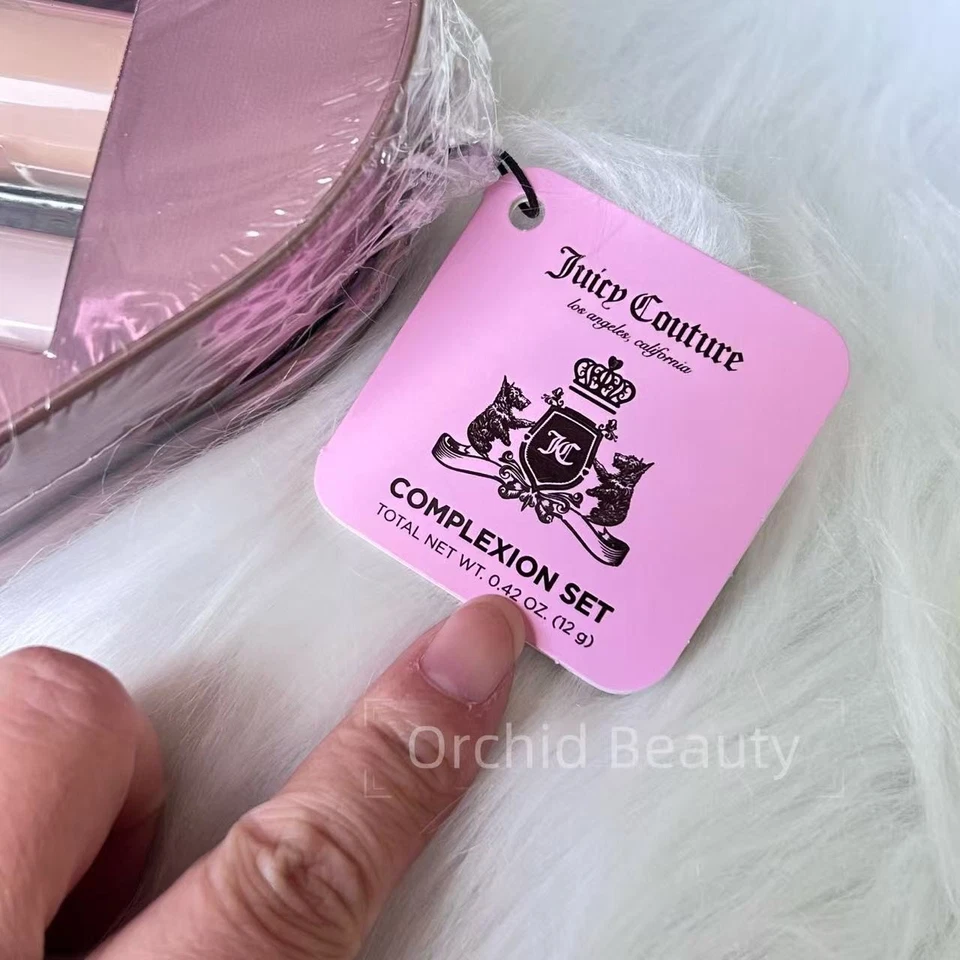 Juicy Couture
los angeles, california
JC
COMPLEXION SET
TOTAL NET WT. 0.42 OZ. (12 g)
Orchid Beauty